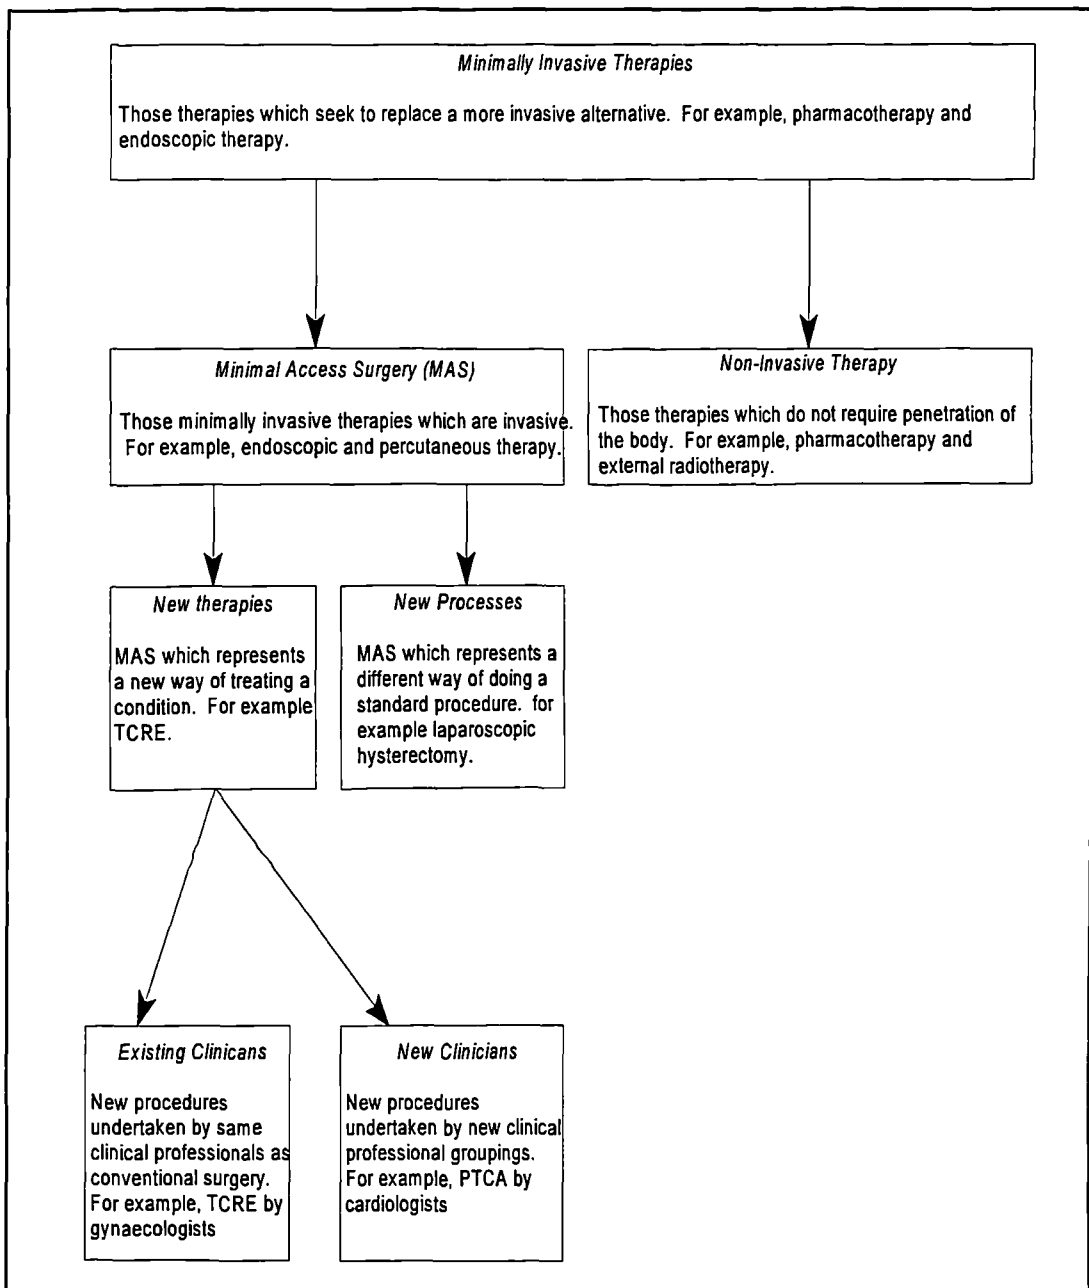 Minimally Invasive Therapies
Those therapies which seek to replace a more invasive alternative. For example, pharmacotherapy and
endoscopic therapy.
Minimal Access Surgery (MAS)
Those minimally invasive therapies which are invasive.
For example, endoscopic and percutaneous therapy.
Non-Invasive Therapy
Those therapies which do not require penetration of
the body. For example, pharmacotherapy and
external radiotherapy.
New therapies
MAS which represents
a new way of treating a
condition. For example
TCRE.
New Processes
MAS which represents a
different way of doing a
standard procedure. for
example laparoscopic
hysterectomy.
Existing Clinicans
New procedures
undertaken by same
clinical professionals as
conventional surgery.
For example, TCRE by
gynaecologists
New Clinicians
New procedures
undertaken by new clinical
professional groupings.
For example, PTCA by
cardiologists